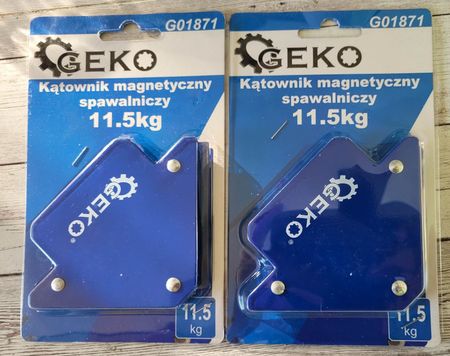 G01871
GEKO
Kątownik magnetyczny
spawalniczy
11.5kg
GEKO
®
11.5
kg
G01871
GEKO
Kątownik magnetyczny
spawalniczy
11.5kg
GEKO
®
11.5
kg